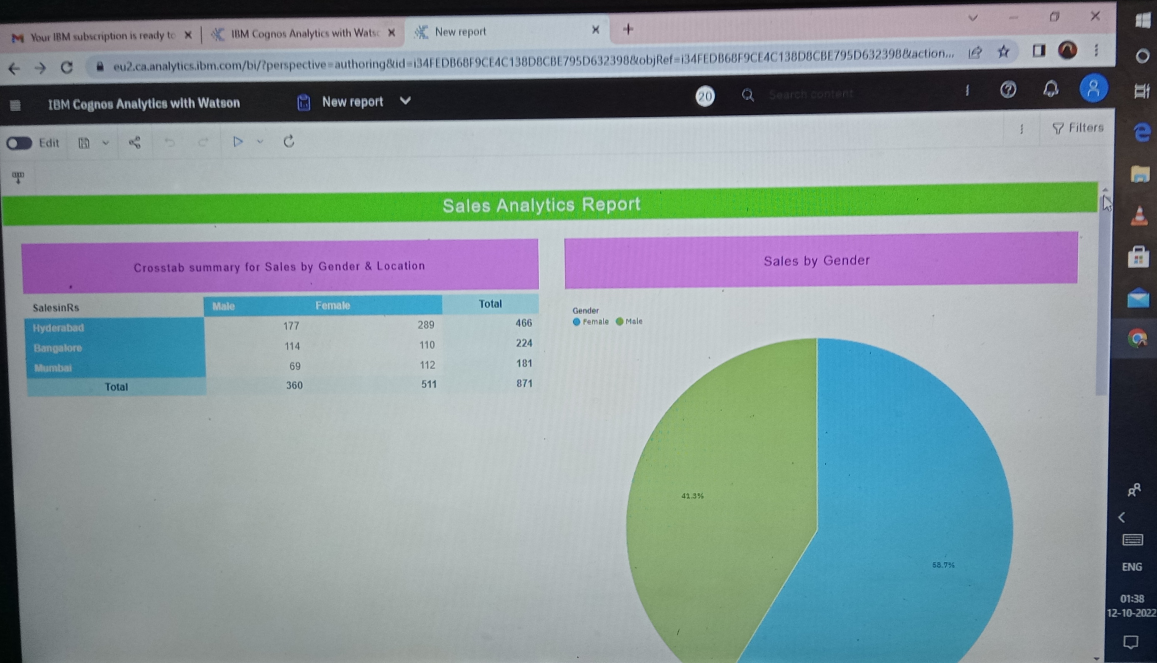 Your IBM subscription is ready to
IBM Cognos Analytics with Wats
New report
eu2.ca.analytics.ibm.com/bi/?perspective=authoring&id=i34FEDB68F9CE4C138D8CBE795D632398&objRef=i34FEDB68F9CE4C138D8CBE795D632398&action...
IBM Cognos Analytics with Watson
New report
20
Search content
Edit
Filters
Sales Analytics Report
Crosstab summary for Sales by Gender & Location
SalesinRs Male Female Total
Hyderabad 177 289 466
Bangalore 114 110 224
Mumbai 69 112 181
Total 360 511 871
Sales by Gender
Gender
Female Male
41.3%
58.7%
ENG
01:38
12-10-2022